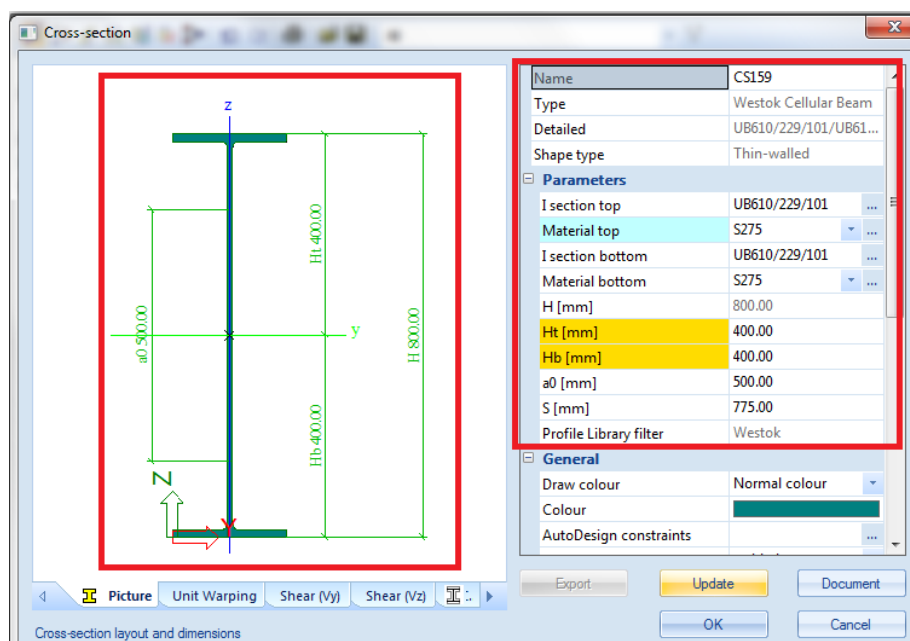 Cross-section
z
Ht 400.00
a0 500.00
H 800.00
y
Hb 400.00
Z
Y
Name CS159
Type Westok Cellular Beam
Detailed UB610/229/101/UB61...
Shape type Thin-walled
Parameters
I section top UB610/229/101 ...
Material top S275 ...
I section bottom UB610/229/101 ...
Material bottom S275 ...
H [mm] 800.00
Ht [mm] 400.00
Hb [mm] 400.00
a0 [mm] 500.00
S [mm] 775.00
Profile Library filter Westok
General
Draw colour Normal colour
Colour
AutoDesign constraints ...
Picture Unit Warping Shear (Vy) Shear (Vz)
Export Update Document
OK Cancel
Cross-section layout and dimensions